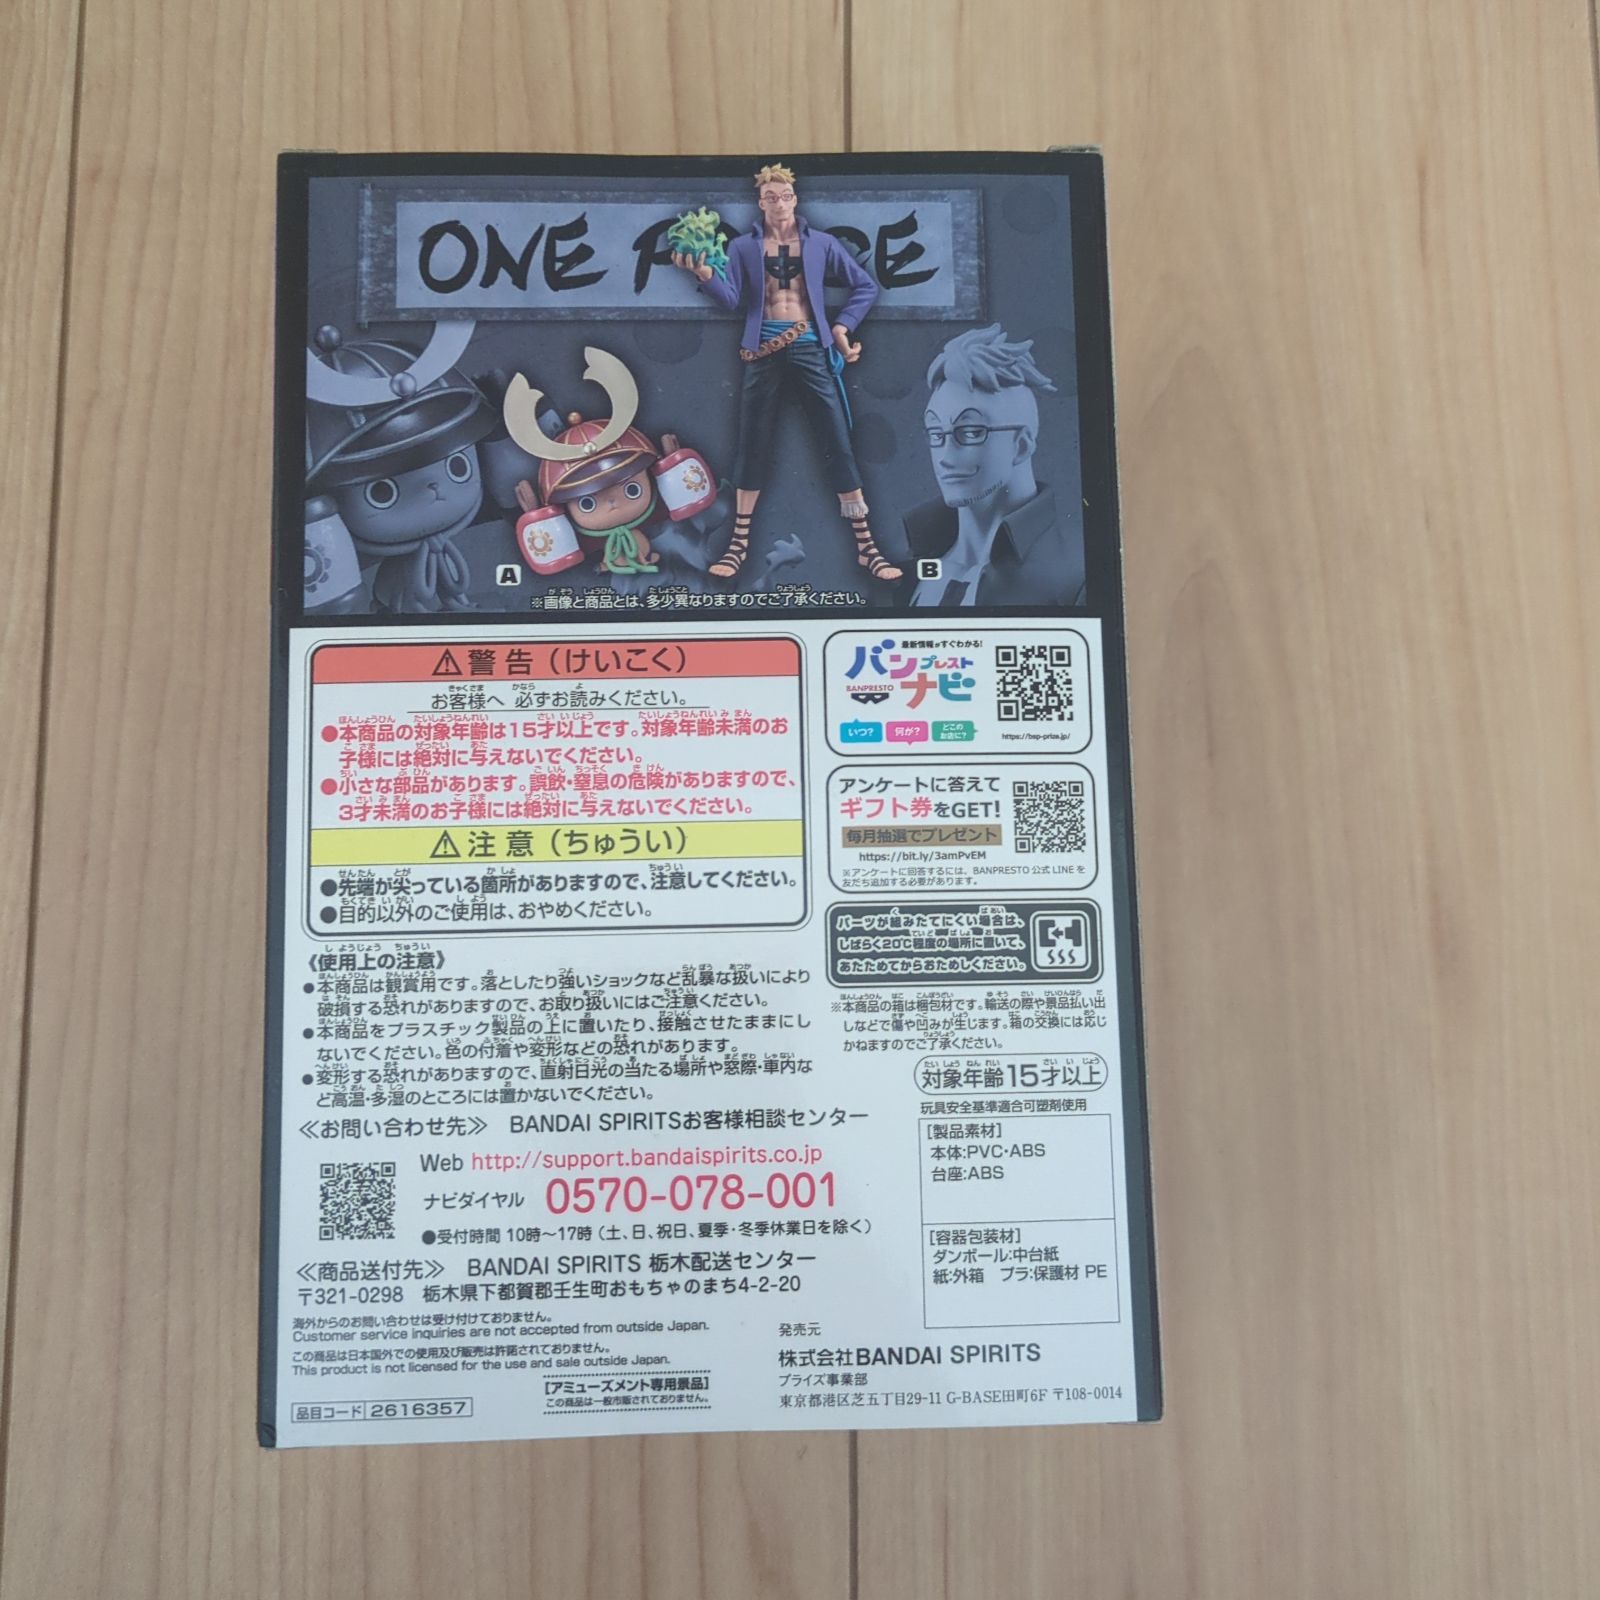 ONE PIECE
A
B
※画像と商品とは、多少異なりますのでご了承ください。
⚠警告（けいこく）
お客様へ 必ずお読みください。
●本商品の対象年齢は15才以上です。対象年齢未満のお
子様には絶対に与えないでください。
●小さな部品があります。誤飲・窒息の危険がありますので、
3才未満のお子様には絶対に与えないでください。
⚠注意（ちゅうい）
●先端が尖っている箇所がありますので、注意してください。
●目的以外のご使用は、おやめください。
《使用上の注意》
●本商品は観賞用です。落としたり強いショックなど乱暴な扱いにより
破損する恐れがありますので、お取り扱いにはご注意ください。
●本商品をプラスチック製品の上に置いたり、接触させたままにし
ないでください。色の付着や変形などの恐れがあります。
●変形する恐れがありますので、直射日光の当たる場所や窓際・車内な
ど高温・多湿のところには置かないでください。
≪お問い合わせ先≫ BANDAI SPIRITSお客様相談センター
Web http://support.bandaispirits.co.jp
ナビダイヤル 0570-078-001
●受付時間 10時～17時（土、日、祝日、夏季・冬季休業日を除く）
≪商品送付先≫ BANDAI SPIRITS 栃木配送センター
〒321-0298 栃木県下都賀郡壬生町おもちゃのまち4-2-20
海外からのお問い合わせは受け付けておりません。
Customer service inquiries are not accepted from outside Japan.
この商品は日本国外での使用及び販売は許諾されておりません。
This product is not licensed for the use and sale outside Japan.
［アミューズメント専用景品］
この商品は一般市販されておりません。
品目コード 2616357
最新情報がすぐわかる!
バンプレストナビ
BANPRESTO
いつ?
何が?
どこのお店に?
https://bsp-prize.jp/
アンケートに答えて
ギフト券をGET!
毎月抽選でプレゼント
https://bit.ly/3amPvEM
※アンケートに回答するには、BANPRESTO公式LINEを
友だち追加する必要があります。
パーツが組みたてにくい場合は、
しばらく20℃程度の場所に置いて、
あたためてからおためしください。
※本商品の箱は梱包材です。輸送の際や景品払い出
しなどで傷や凹みが生じます。箱の交換には応じ
かねますのでご了承ください。
対象年齢15才以上
玩具安全基準適合可塑剤使用
［製品素材］
本体:PVC・ABS
台座:ABS
［容器包装材］
ダンボール:中台紙
紙:外箱 プラ:保護材 PE
発売元
株式会社BANDAI SPIRITS
プライズ事業部
東京都港区芝五丁目29-11 G-BASE田町6F 〒108-0014